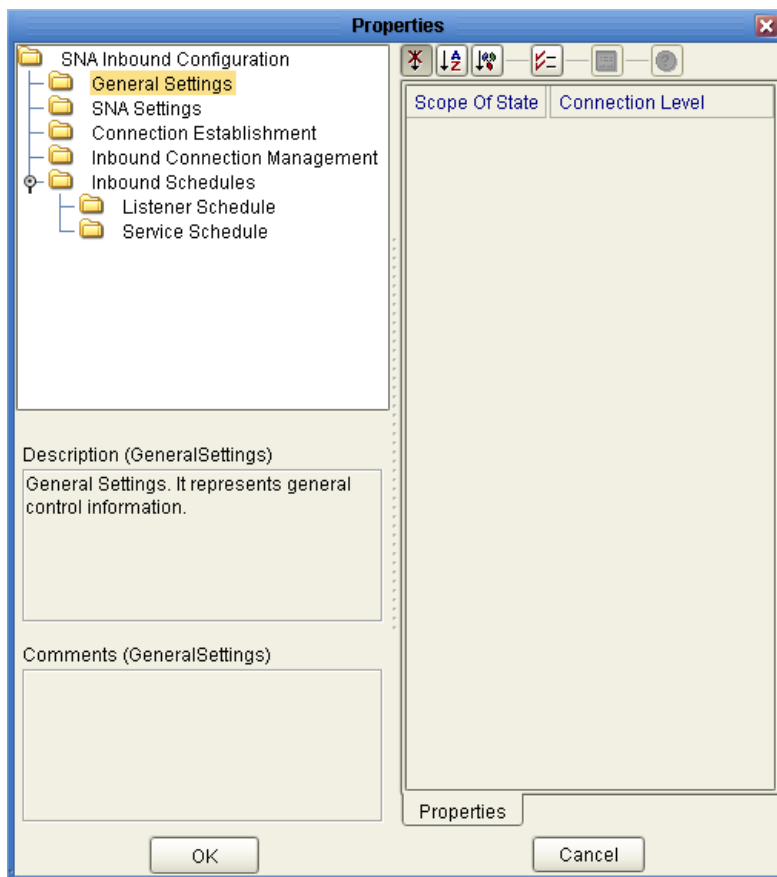 Properties
SNA Inbound Configuration
General Settings
SNA Settings
Connection Establishment
Inbound Connection Management
Inbound Schedules
Listener Schedule
Service Schedule
Scope Of State
Connection Level
Description (GeneralSettings)
General Settings. It represents general
control information.
Comments (GeneralSettings)
Properties
OK
Cancel